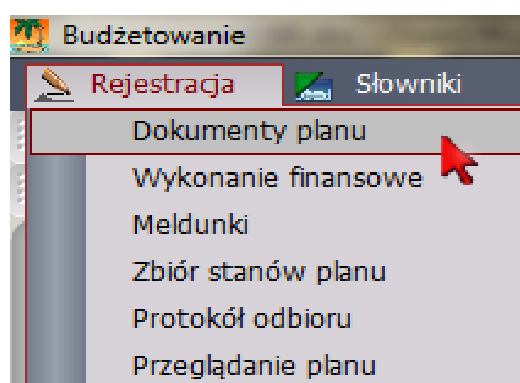 Budżetowanie
Rejestracja Słowniki
Dokumenty planu
Wykonanie finansowe
Meldunki
Zbiór stanów planu
Protokół odbioru
Przeglądanie planu